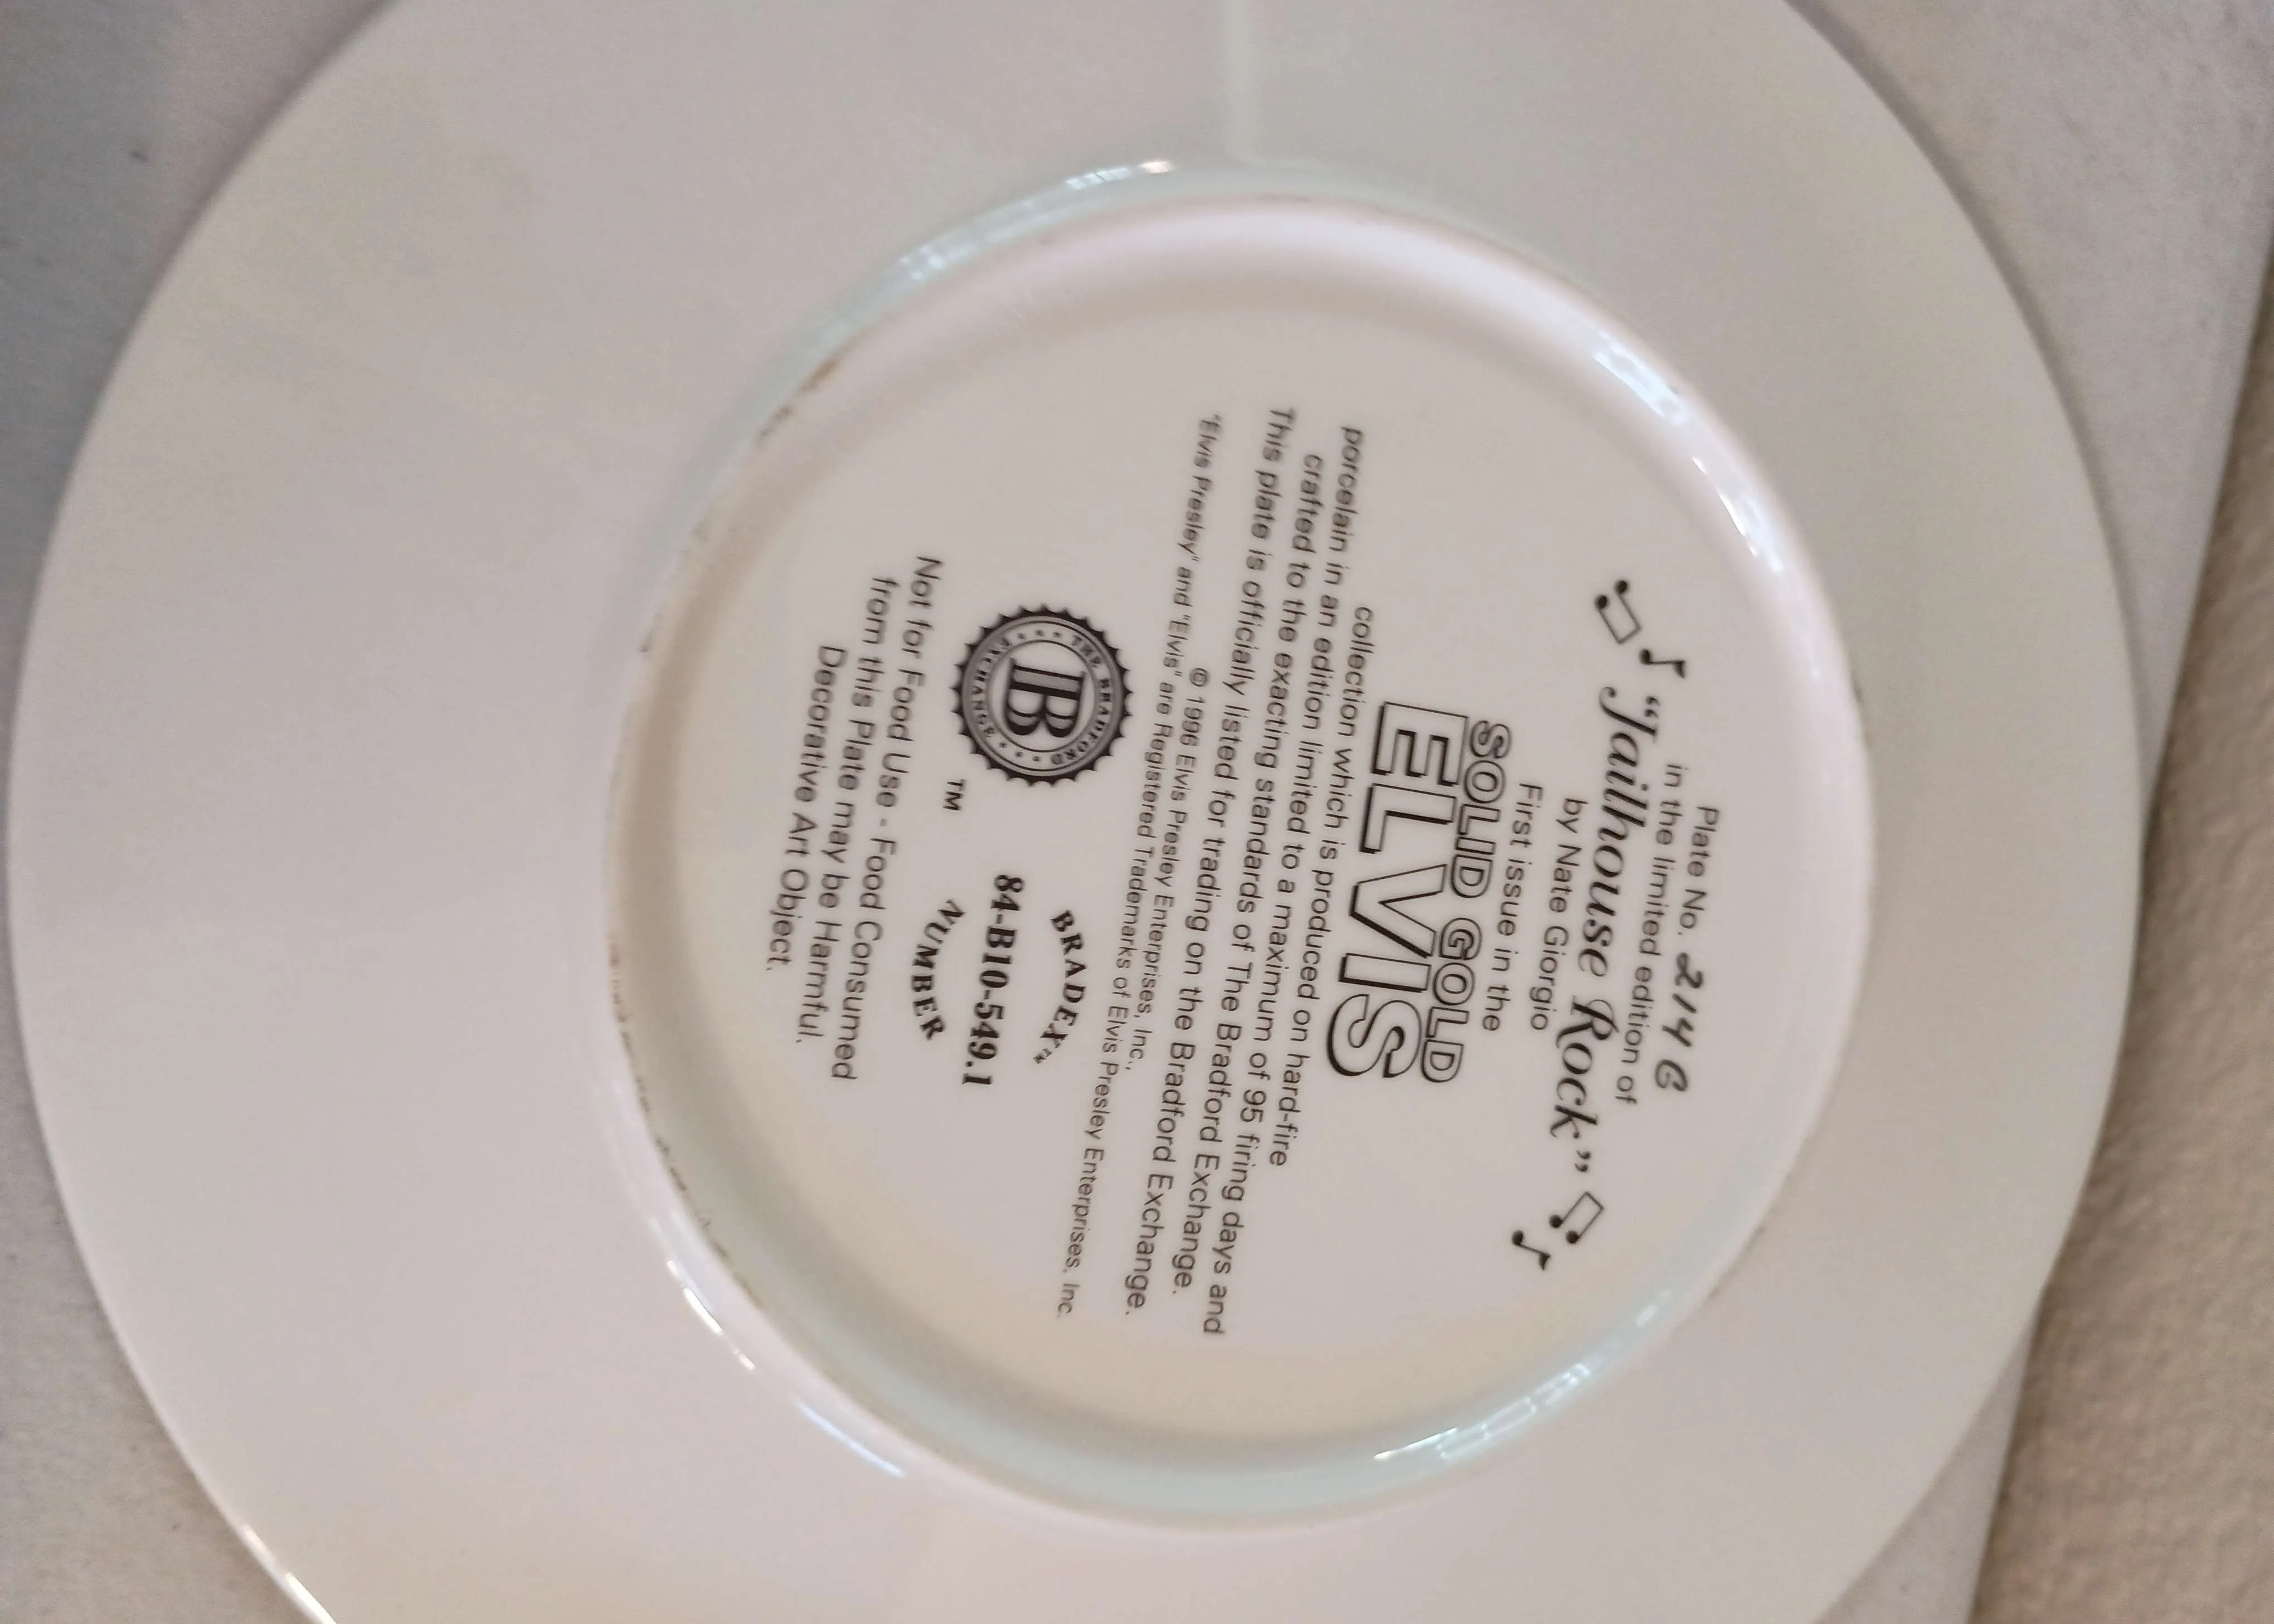 Plate No. 214 G
in the limited edition of
“Jailhouse Rock”
by Nate Giorgio
First issue in the
SOLID GOLD
ELVIS
collection which is produced on hard-fire
porcelain in an edition limited to a maximum of 95 firing days and
crafted to the exacting standards of The Bradford Exchange.
This plate is officially listed for trading on the Bradford Exchange.
© 1996 Elvis Presley Enterprises, Inc.,
"Elvis Presley" and "Elvis" are Registered Trademarks of Elvis Presley Enterprises, Inc.
THE BRADFORD
B
EXCHANGE
TM
BRADEX
84-B10-549.1
NUMBER
Not for Food Use - Food Consumed
from this Plate may be Harmful.
Decorative Art Object.